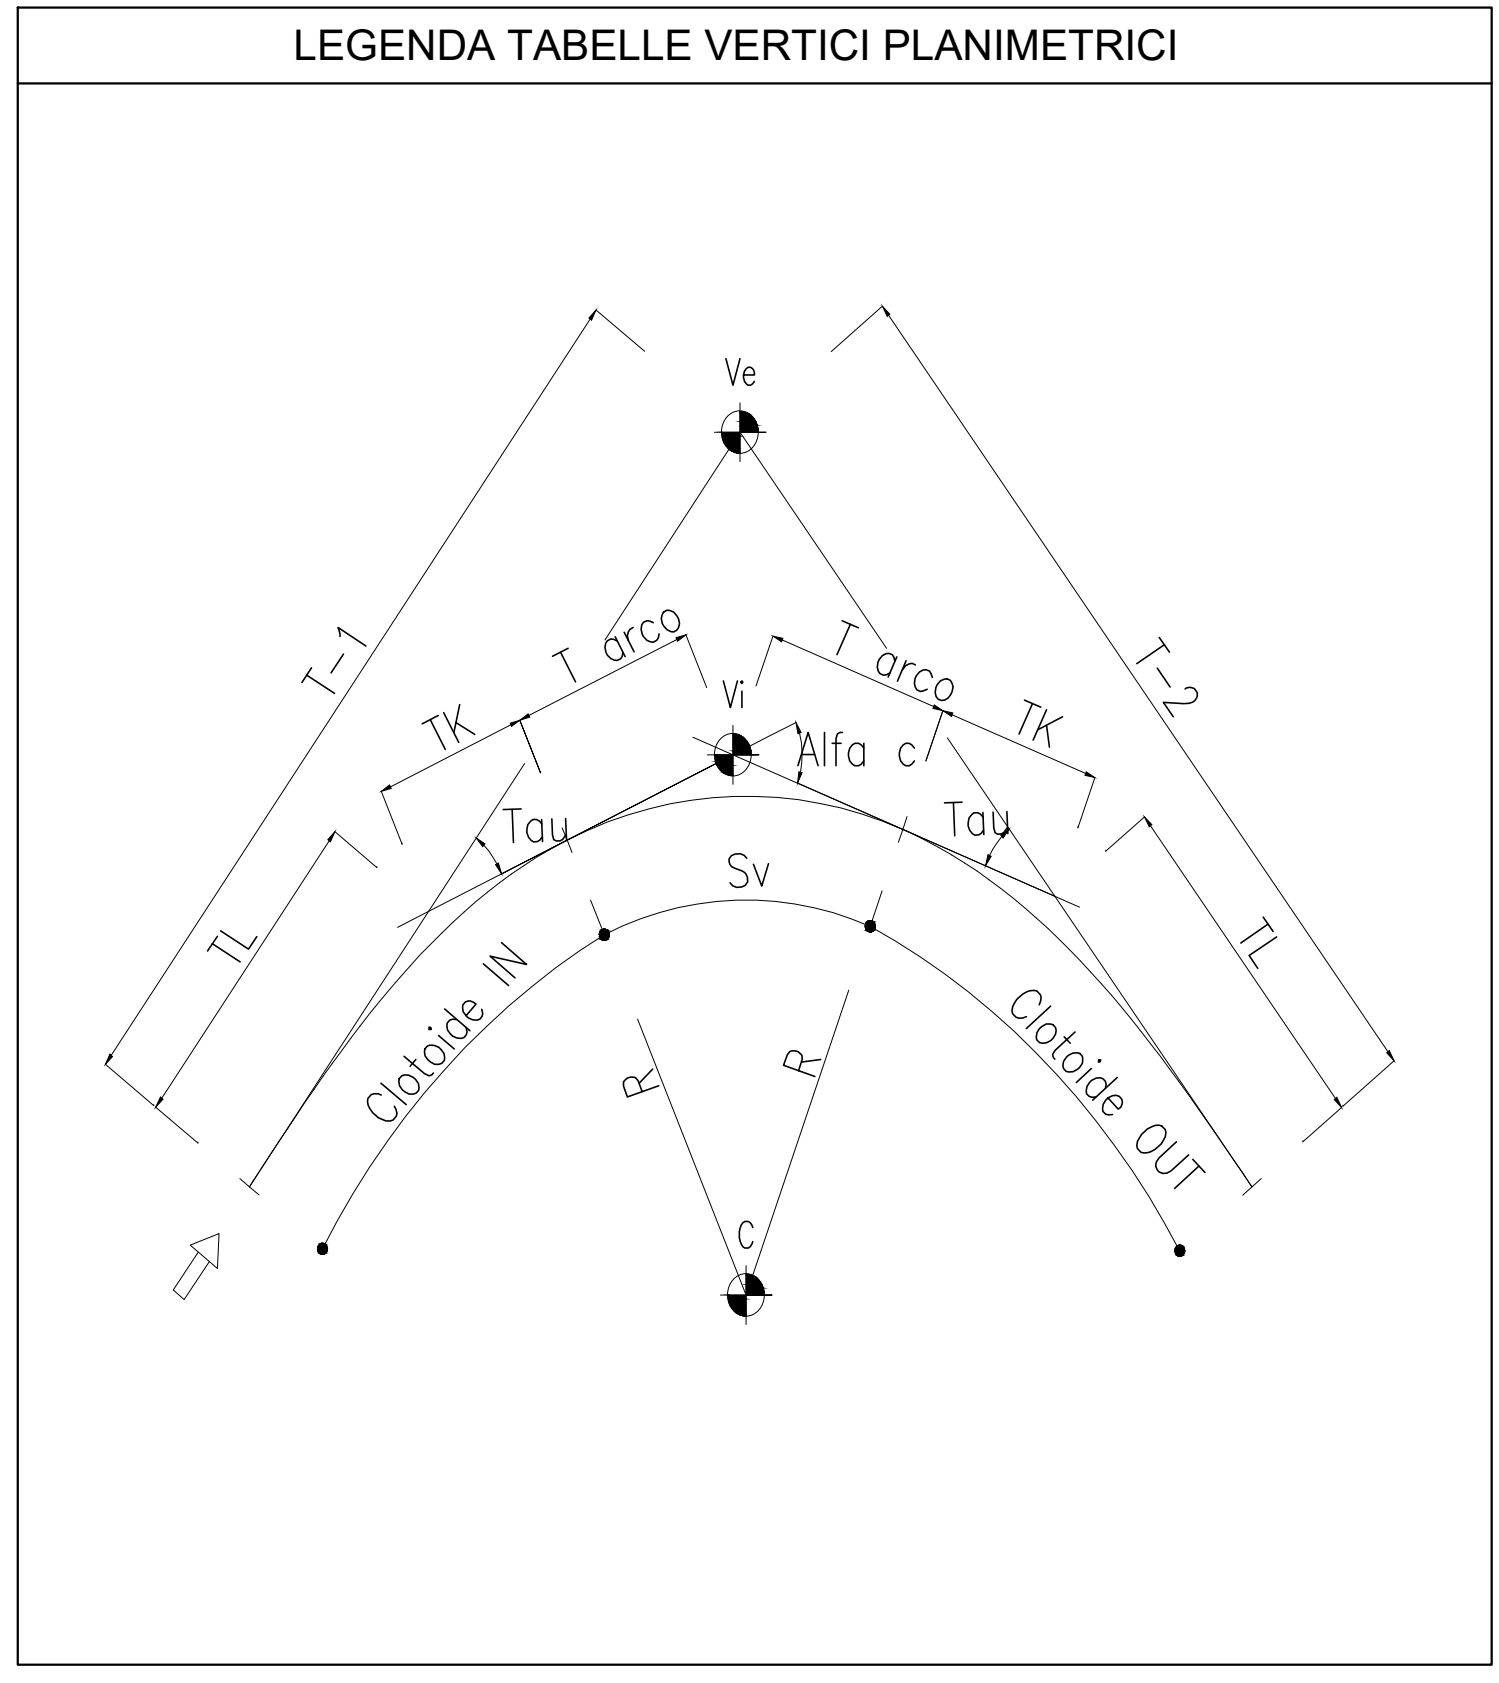 LEGENDA TABELLE VERTICI PLANIMETRICI
Ve
T-1
T-2
T arco
T arco
TK
TK
Vi
Alfa c
Tau
Tau
Sv
TL
TL
Clotoide IN
Clotoide OUT
R
R
C